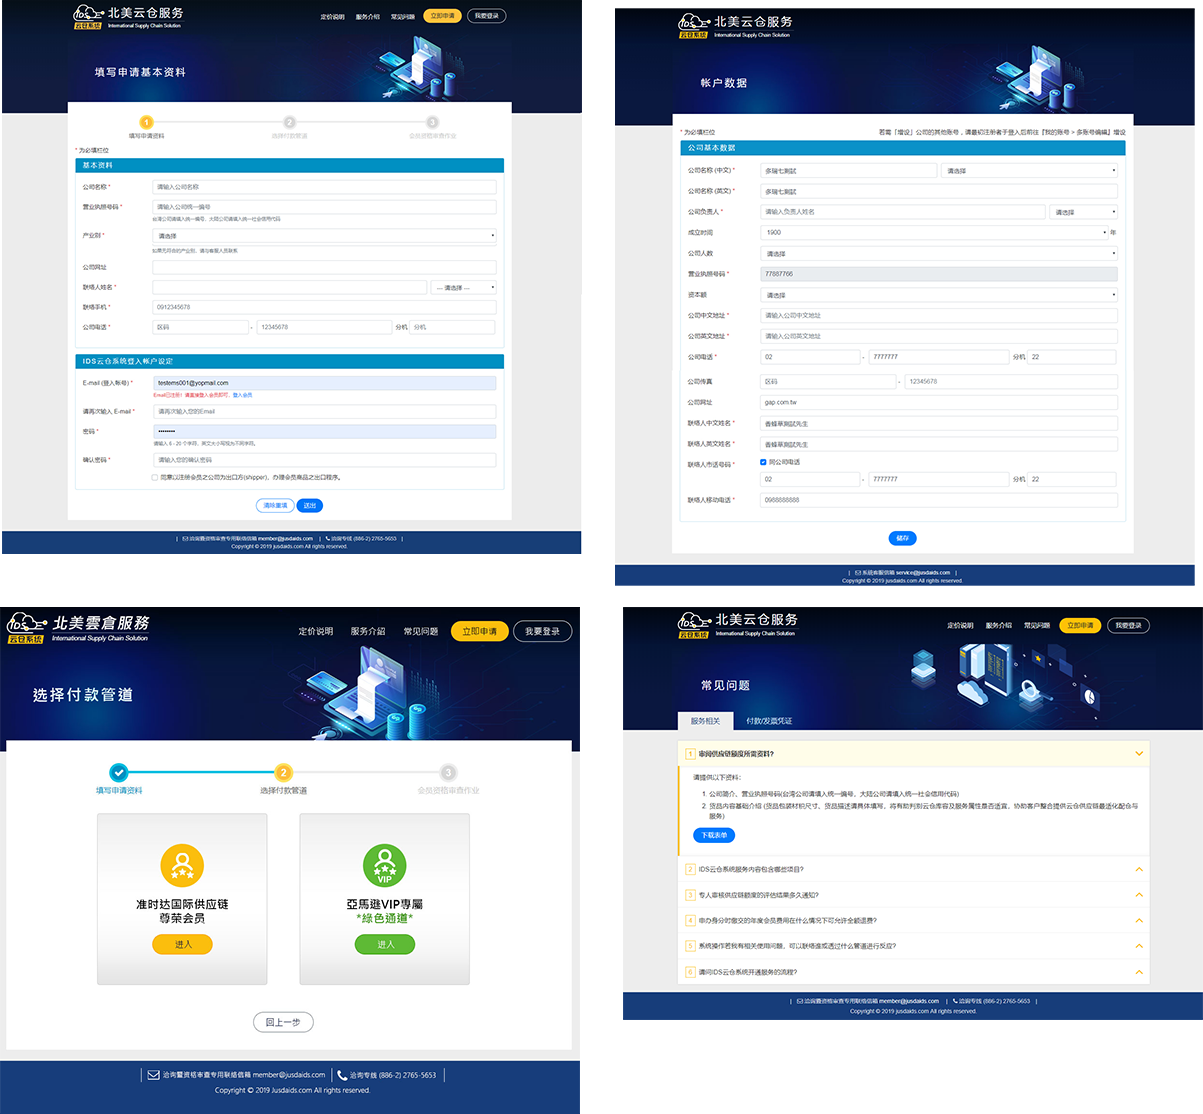 北美云仓服务
International Supply Chain Solution
云仓系统
定价说明 服务介绍 常见问题 立即申请 我要登录
填写申请基本资料
1 2 3
填写申请资料 选择付款管道 会员资格审查作业
* 为必填栏位
基本资料
公司名称 * 请输入公司名称
营业执照号码 * 请输入公司统一编号
台湾公司请填入统一编号，大陆公司请填入统一社会信用代码
产业别 * 请选择
如果无符合的产业别，请与客服人员联系
公司网址
联络人姓名 * --- 请选择 ---
联络手机 * 0912345678
公司电话 * 区码 - 12345678 分机 分机
IDS云仓系统登入帐户设定
E-mail (登入帐号) * testems001@yopmail.com
Email已注册！请直接登入会员即可。登入会员
请再次输入 E-mail * 请再次输入您的Email
密码 * ••••••••
请输入 6 - 20 个字元，英文大小写视为不同字元。
确认密码 * 请输入您的确认密码
同意以注册会员之公司为出口方(shipper)，办理会员商品之出口程序。
清除重填 送出
| 洽询暨资格审查专用联络信箱 member@jusdaids.com | 洽询专线 (886-2) 2765-5653 |
Copyright © 2019 jusdaids.com All rights reserved.
北美云仓服务
International Supply Chain Solution
云仓系统
帐户数据
* 为必填栏位 若需「增设」公司的其他账号，请最初注册者于登入后前往『我的账号 > 多账号编辑』增设
公司基本数据
公司名称 (中文) * 多瑞七測試 请选择
公司名称 (英文) * 多瑞七測試
公司负责人 * 请输入负责人姓名 请选择
成立时间 1900 年
公司人数 请选择
营业执照号码 * 77887766
资本额 请选择
公司中文地址 * 请输入公司中文地址
公司英文地址 * 请输入公司英文地址
公司电话 * 02 - 7777777 分机 22
公司传真 区码 - 12345678
公司网址 gap.com.tw
联络人中文姓名 * 香蜂草測試先生
联络人英文姓名 * 香蜂草測試先生
联络人市话号码 * 同公司电话
02 - 7777777 分机 22
联络人移动电话 * 0988888888
储存
| 系统客服信箱 service@jusdaids.com |
Copyright © 2019 jusdaids.com All rights reserved.
IDS
北美雲倉服務
International Supply Chain Solution
云仓系统
定价说明 服务介绍 常见问题 立即申请 我要登录
选择付款管道
2 3
填写申请资料 选择付款管道 会员资格审查作业
VIP
准时达国际供应链
尊荣会员
进入
亞馬遜VIP專屬
*綠色通道*
进入
回上一步
| 洽询暨资格审查专用联络信箱 member@jusdaids.com | 洽询专线 (886-2) 2765-5653 |
Copyright © 2019 Jusdaids.com All rights reserved.
北美云仓服务
International Supply Chain Solution
云仓系统
定价说明 服务介绍 常见问题 立即申请 我要登录
常见问题
服务相关 付款/发票凭证
1 审阅供应链额度所需资料?
请提供以下资料：
1. 公司简介、营业执照号码(台湾公司请填入统一编号，大陆公司请填入统一社会信用代码)
2. 货品内容基础介绍 (货品包装材积尺寸、货品描述请具体填写，将有助判别云仓库容及服务属性是否适宜，协助客户整合提供云仓供应链最适化配仓与
服务)
下载表单
2 IDS云仓系统服务内容包含哪些项目?
3 专人审核供应链额度的评估结果多久通知?
4 申办身分时缴交的年度会员费用在什么情况下可允许全额退费?
5 系统操作若我有相关使用问题，可以联络谁或透过什么管道进行反应?
6 请问IDS云仓系统开通服务的流程?
| 洽询暨资格审查专用联络信箱 member@jusdaids.com | 洽询专线 (886-2) 2765-5653 |
Copyright © 2019 jusdaids.com All rights reserved.